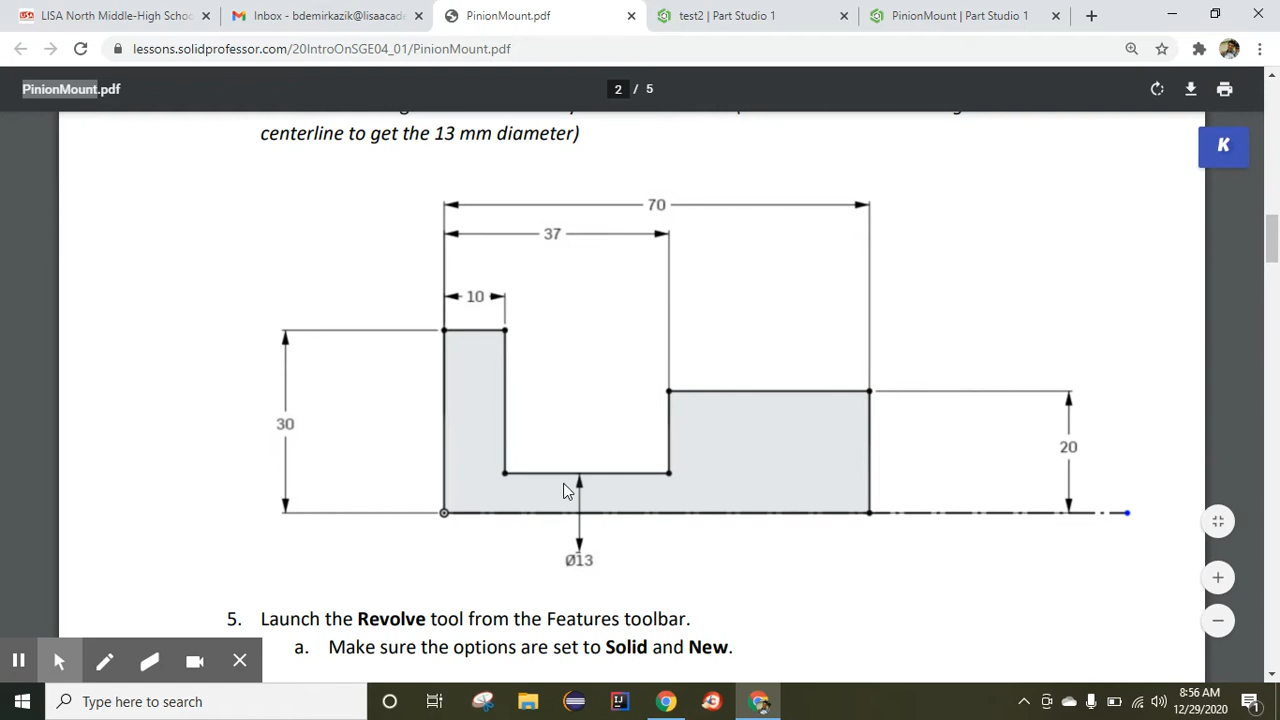 LISA North Middle-High Schoo
Inbox - bdemirkazik@lisaacade
PinionMount.pdf
test2 | Part Studio 1
PinionMount | Part Studio 1
lessons.solidprofessor.com/20IntroOnSGE04_01/PinionMount.pdf
PinionMount.pdf
2 / 5
centerline to get the 13 mm diameter)
K
70
37
10
30
20
Ø13
5. Launch the Revolve tool from the Features toolbar.
a. Make sure the options are set to Solid and New.
Type here to search
8:56 AM
12/29/2020
1